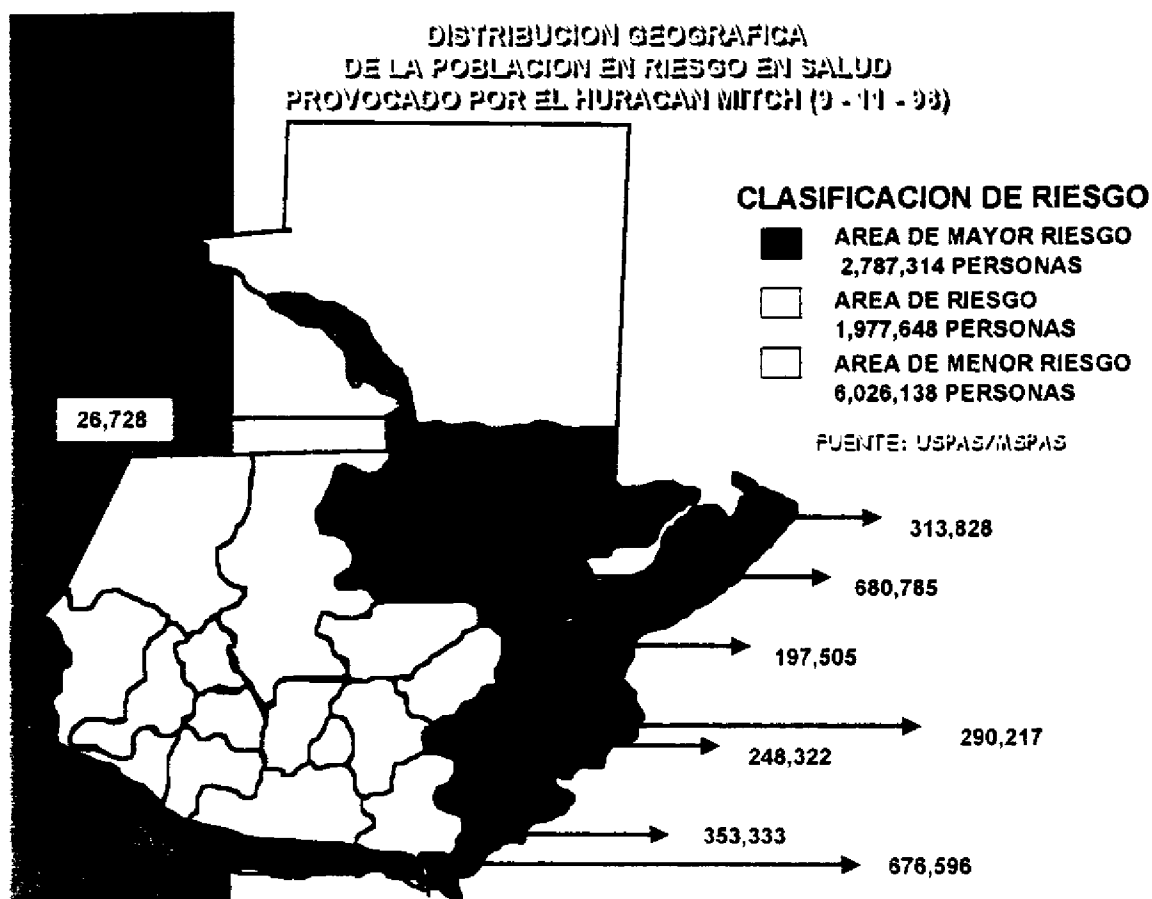 DISTRIBUCION GEOGRAFICA
DE LA POBLACION EN RIESGO EN SALUD
PROVOCADO POR EL HURACAN MITCH (9 - 11 - 98)
CLASIFICACION DE RIESGO
AREA DE MAYOR RIESGO
2,787,314 PERSONAS
AREA DE RIESGO
1,977,648 PERSONAS
AREA DE MENOR RIESGO
6,026,138 PERSONAS
FUENTE: USPAS/MSPAS
26,728
313,828
680,785
197,505
290,217
248,322
353,333
676,596